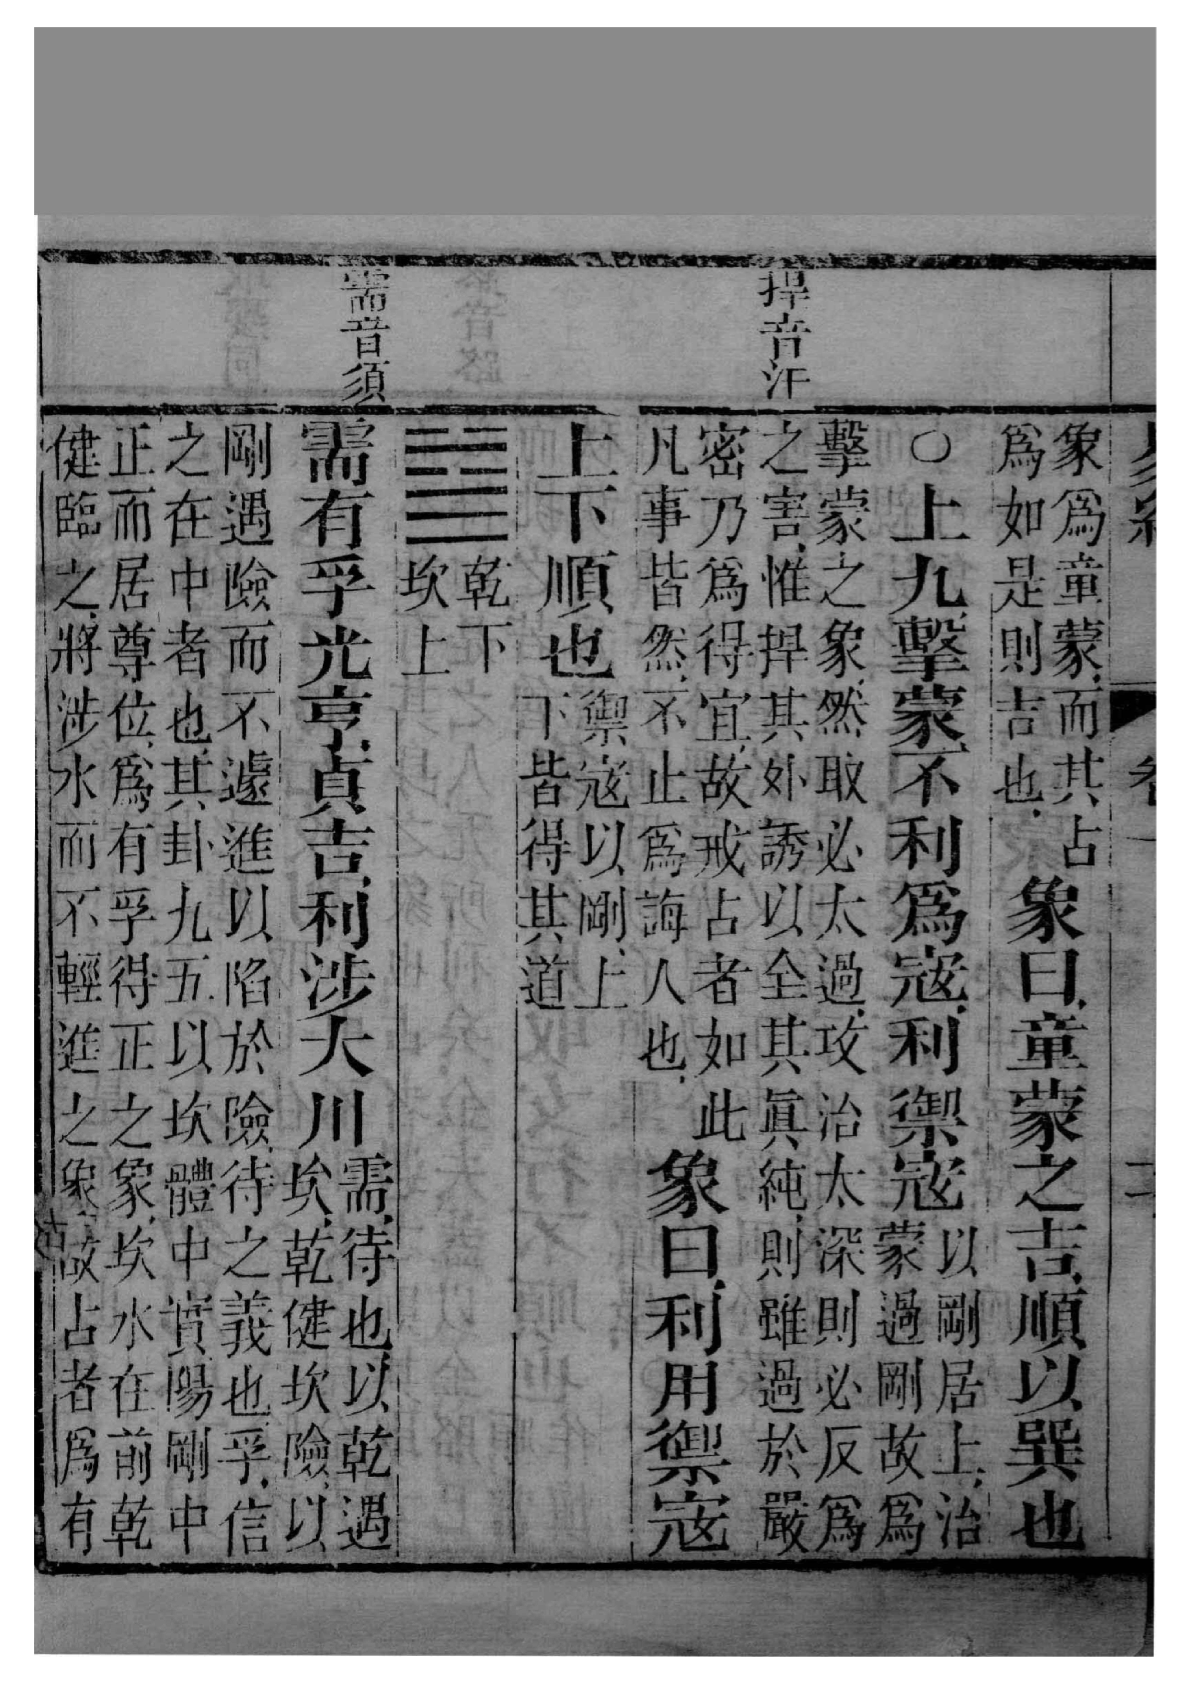 捍音汗
需音須
象爲童蒙、而其占
爲如是則吉也、
象曰、童蒙之吉、順以巽也
○上九擊蒙不利爲寇、利禦寇
以剛居上、治
蒙過剛故爲
擊蒙之象、然取必太過、攻治太深則必反爲
之害、惟捍其外誘以全其眞純、則雖過於嚴
密乃爲得宜、故戒占者如此
凡事皆然、不止爲誨人也、
象曰、利用禦寇
上下順也
禦寇以剛、上
下皆得其道
䷄
乾下
坎上
需有孚光亨貞吉、利涉大川
需、待也、以乾遇
坎、乾健坎險、以
剛遇險而不遽進以陷於險、待之義也、孚、信
之在中者也、其卦九五以坎體中實陽剛中
正而居尊位、爲有孚得正之象、坎水在前乾
健臨之、將涉水而不輕進之象、故占者爲有